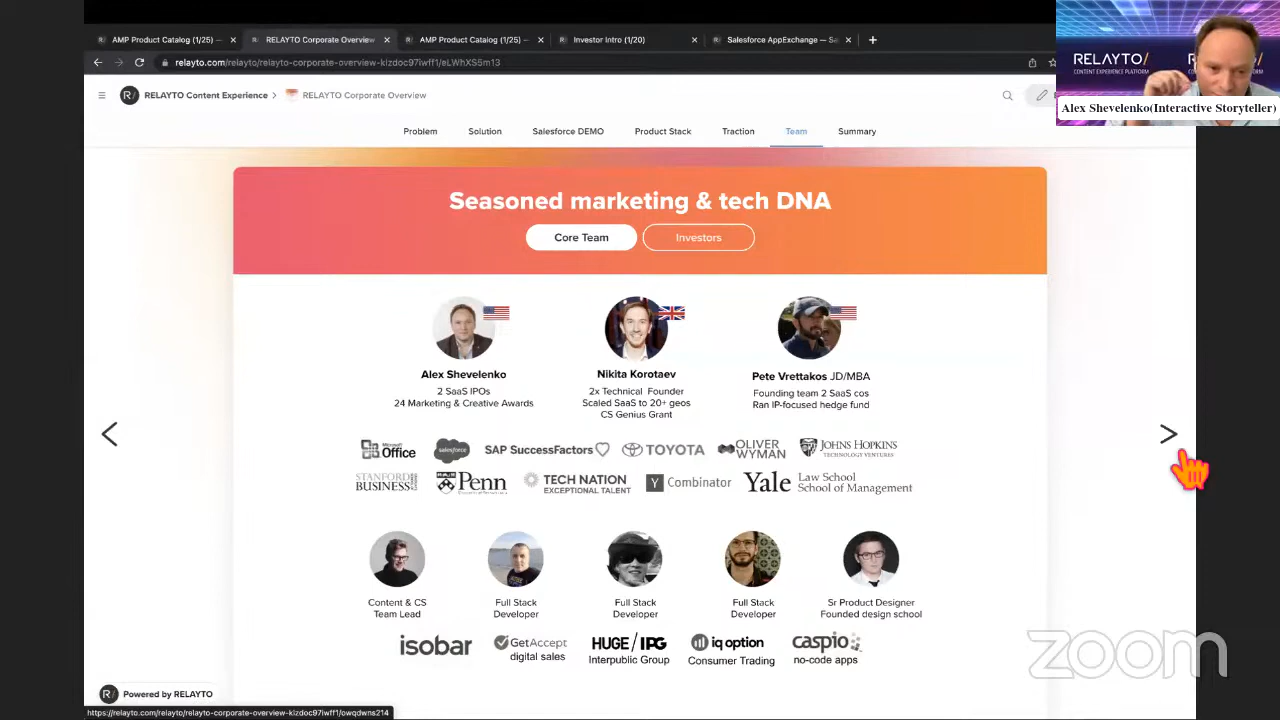 AMP Product Catalog (1/25) —
RELAYTO Corporate Overview
Investor Intro (1/20)
Salesforce AppExchange —
relayto.com/relayto/relayto-corporate-overview-kizdoc97iwff1/eLWhXS5m13
RELAYTO/
CONTENT EXPERIENCE PLATFORM
Alex Shevelenko(Interactive Storyteller)
R/ RELAYTO Content Experience > RELAYTO Corporate Overview
Problem
Solution
Salesforce DEMO
Product Stack
Traction
Team
Summary
Seasoned marketing & tech DNA
Core Team
Investors
Alex Shevelenko
2 SaaS IPOs
24 Marketing & Creative Awards
Nikita Korotaev
2x Technical Founder
Scaled SaaS to 20+ geos
CS Genius Grant
Pete Vrettakos JD/MBA
Founding team 2 SaaS cos
Ran IP-focused hedge fund
Microsoft
Office
salesforce
SAP SuccessFactors
TOYOTA
OLIVER
WYMAN
JOHNS HOPKINS
TECHNOLOGY VENTURES
STANFORD
BUSINESS
Penn
TECH NATION
EXCEPTIONAL TALENT
Y Combinator
Yale
Law School
School of Management
Content & CS
Team Lead
Full Stack
Developer
Full Stack
Developer
Full Stack
Developer
Sr Product Designer
Founded design school
isobar
GetAccept
digital sales
HUGE/IPG
Interpublic Group
iq option
Consumer Trading
caspio
no-code apps
zoom
R/ Powered by RELAYTO
https://relayto.com/relayto/relayto-corporate-overview-kizdoc97iwff1/owqdwns214